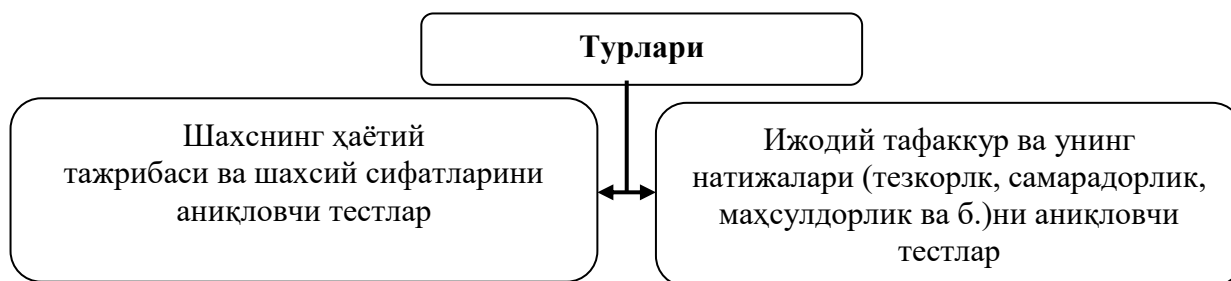 Турлари
Шахснинг ҳаётий
тажрибаси ва шахсий сифатларини
аниқловчи тестлар
Ижодий тафаккур ва унинг
натижалари (тезкорлк, самарадорлик,
маҳсулдорлик ва б.)ни аниқловчи
тестлар